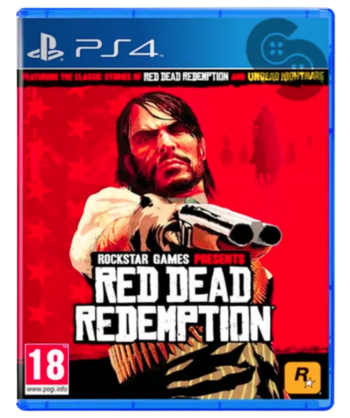 PS4
FEATURING THE CLASSIC STORIES OF RED DEAD REDEMPTION AND UNDEAD NIGHTMARE
ROCKSTAR GAMES PRESENTS
RED DEAD
REDEMPTION
18
www.pegi.info
R